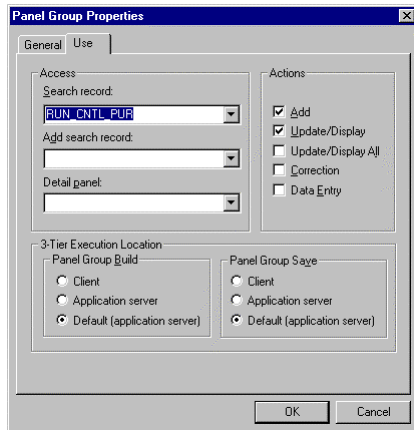 Panel Group Properties
General Use
Access
Search record:
RUN_CNTL_PUR
Add search record:
Detail panel:
Actions
Add
Update/Display
Update/Display All
Correction
Data Entry
3-Tier Execution Location
Panel Group Build
Client
Application server
Default (application server)
Panel Group Save
Client
Application server
Default (application server)
OK Cancel